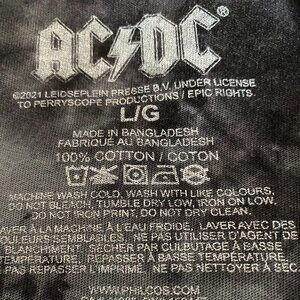 AC/DC®
©2021 LEIDSEPLEIN PRESSE B.V. UNDER LICENSE
TO PERRYSCOPE PRODUCTIONS / EPIC RIGHTS.
L/G
MADE IN BANGLADESH
FABRIQUÉ AU BANGLADESH
100% COTTON / COTON
MACHINE WASH COLD, WASH WITH LIKE COLOURS,
DO NOT BLEACH, TUMBLE DRY LOW, IRON ON LOW.
DO NOT IRON PRINT, DO NOT DRY CLEAN.
LAVER À LA MACHINE À L'EAU FROIDE, LAVER AVEC DES
COULEURS SEMBLABLES. NE PAS UTILISER D'AGENT DE
BLANCHIMENT. SÉCHER PAR CULBUTAGE À BASSE
TEMPÉRATURE. REPASSER À BASSE TEMPÉRATURE.
NE PAS REPASSER L'IMPRIMÉ. NE PAS NETTOYER À SEC.
WWW.PHILCOS.COM